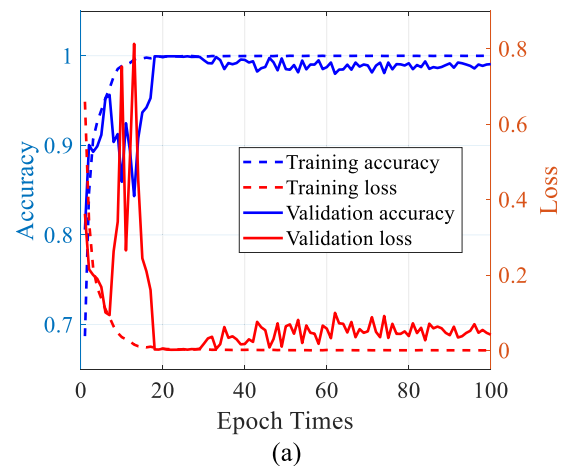 1
0.9
0.8
0.7
Accuracy
0.8
0.6
0.4
0.2
0
Loss
Training accuracy
Training loss
Validation accuracy
Validation loss
0 20 40 60 80 100
Epoch Times
(a)